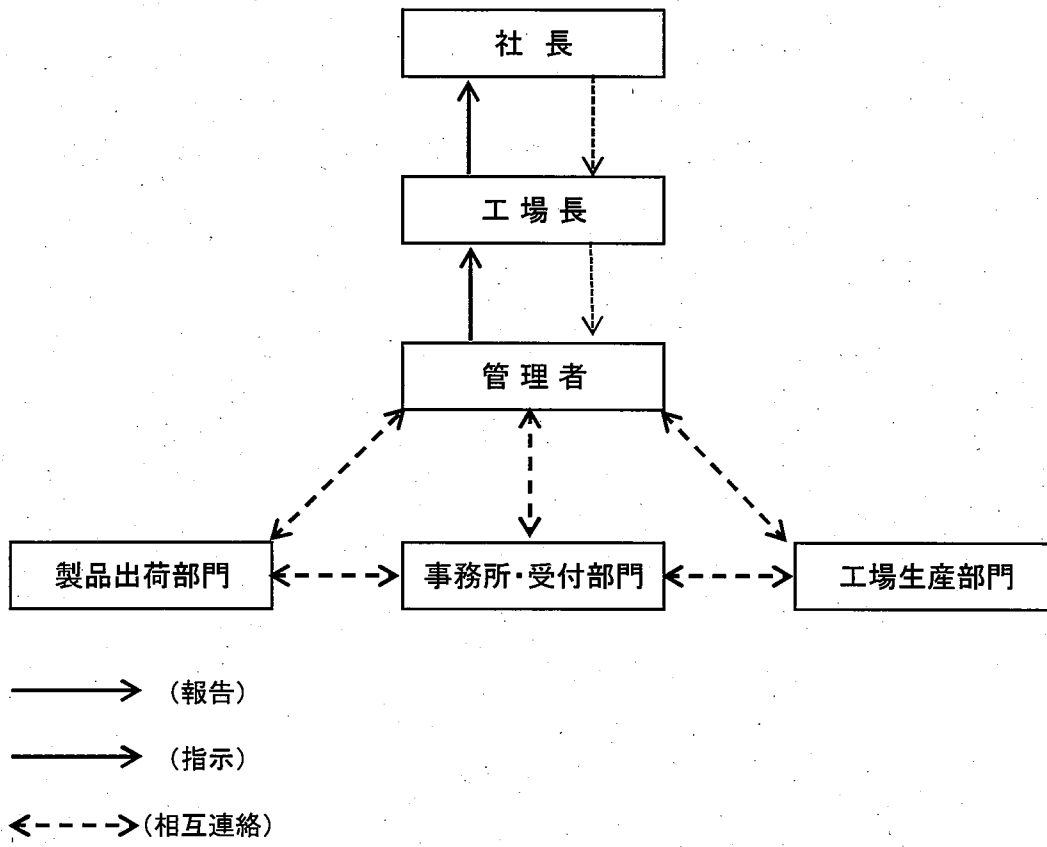 社長
工場長
管理者
製品出荷部門
事務所・受付部門
工場生産部門
（報告）
（指示）
（相互連絡）